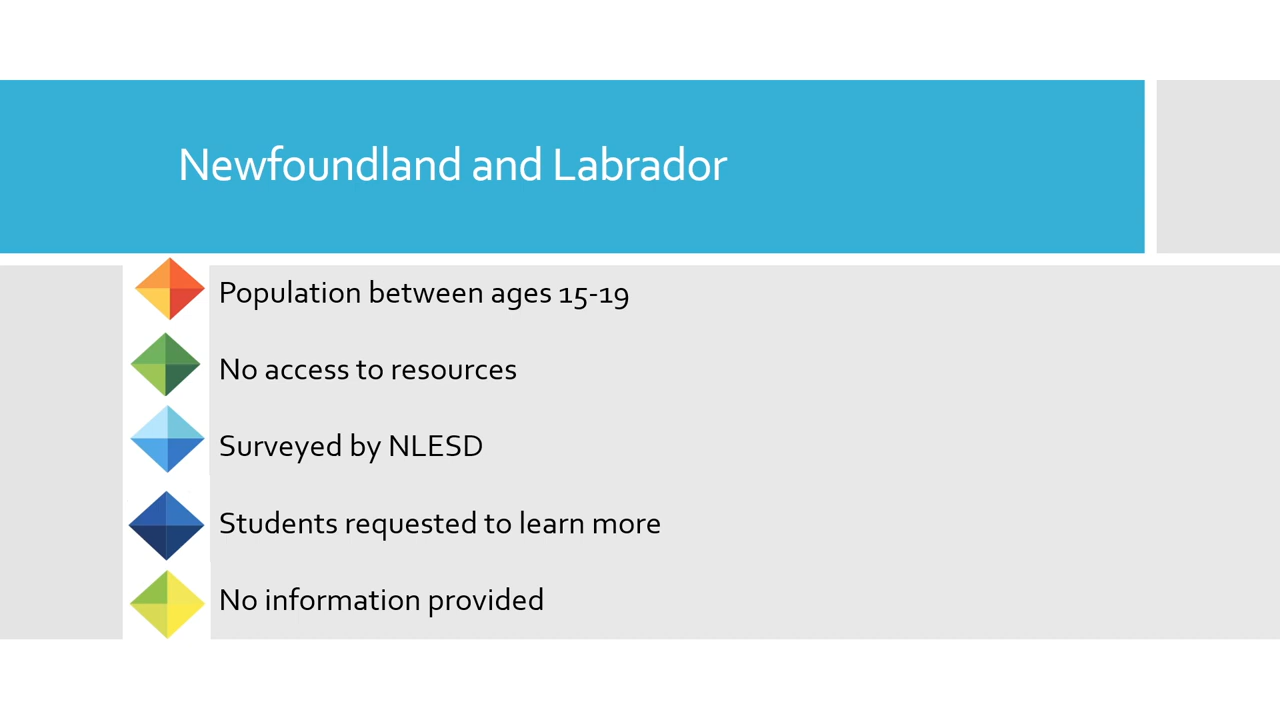 Newfoundland and Labrador
Population between ages 15-19
No access to resources
Surveyed by NLESD
Students requested to learn more
No information provided